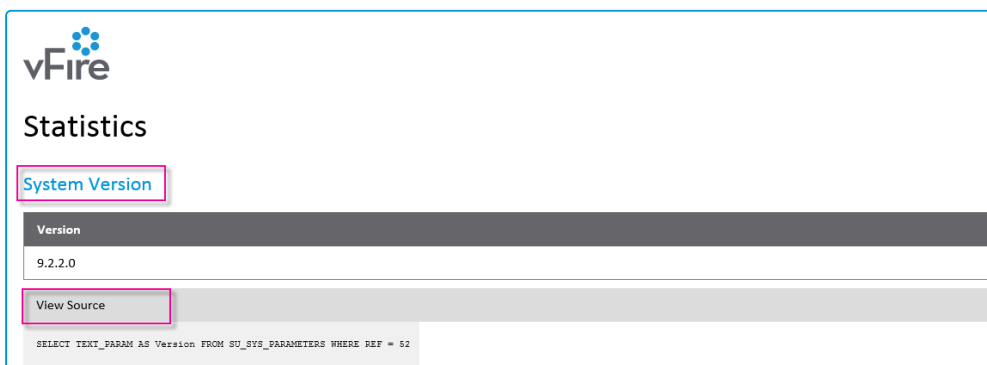 vFire
Statistics
System Version
Version
9.2.2.0
View Source
SELECT TEXT_PARAM AS Version FROM SU_SYS_PARAMETERS WHERE REF = 52